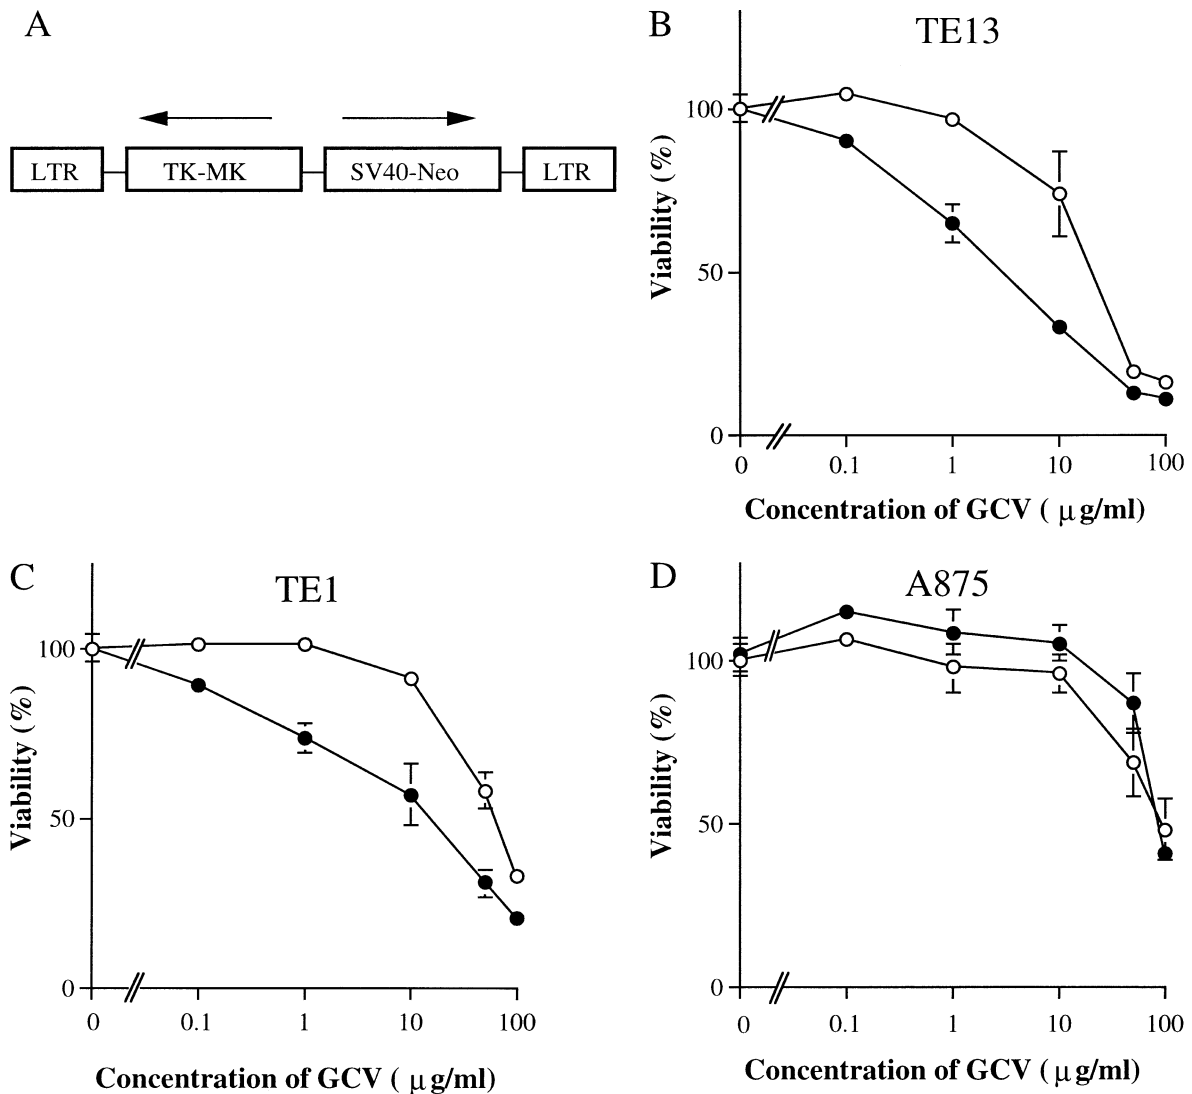 A
LTR
TK-MK
SV40-Neo
LTR
B
TE13
Viability (%)
100
50
0
0
0.1
1
10
100
Concentration of GCV ( μg/ml)
C
TE1
Viability (%)
100
50
0
0
0.1
1
10
100
Concentration of GCV ( μg/ml)
D
A875
Viability (%)
100
50
0
0
0.1
1
10
100
Concentration of GCV ( μg/ml)